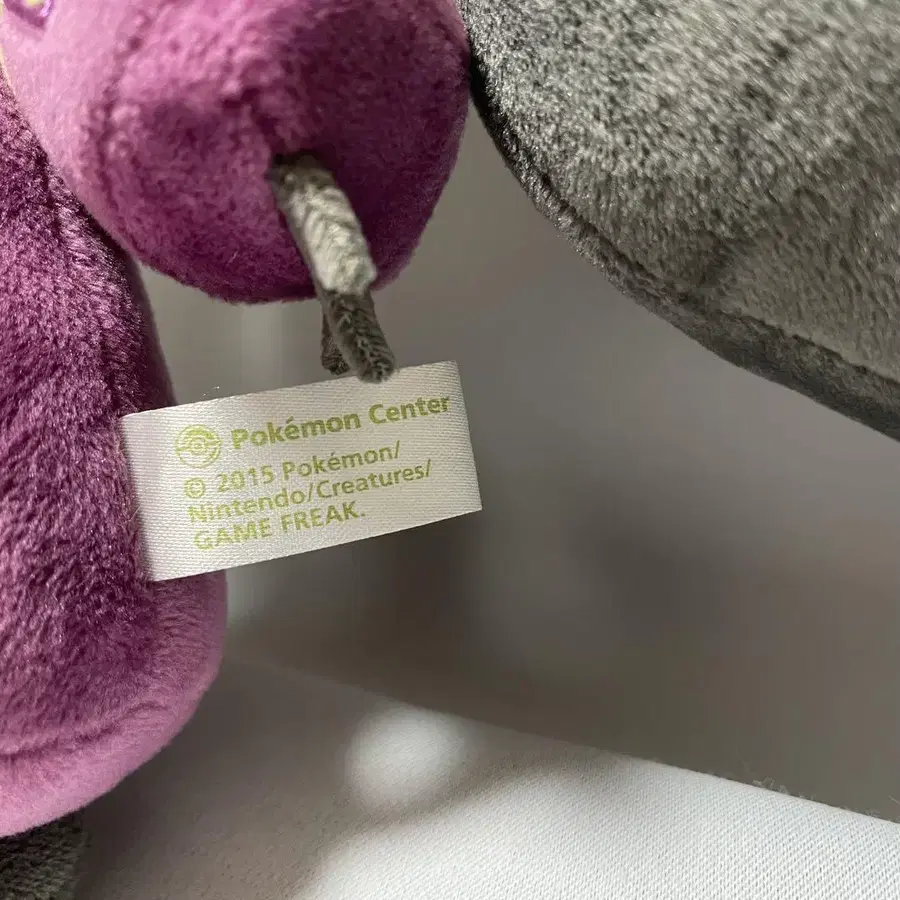 Pokémon Center
© 2015 Pokémon/
Nintendo/Creatures/
GAME FREAK.